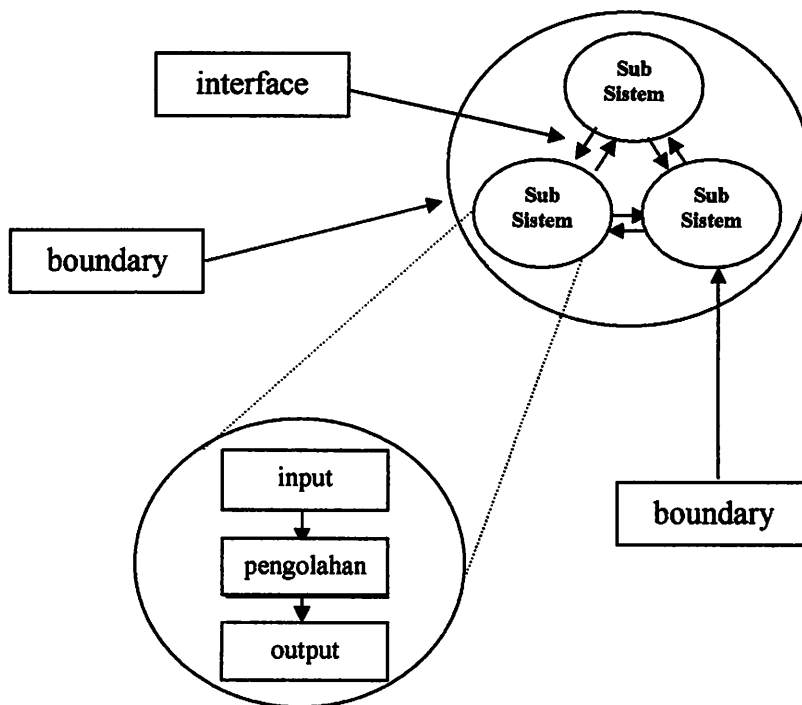 Sub
Sistem
interface
Sub
Sistem
Sub
Sistem
boundary
input
boundary
pengolahan
output